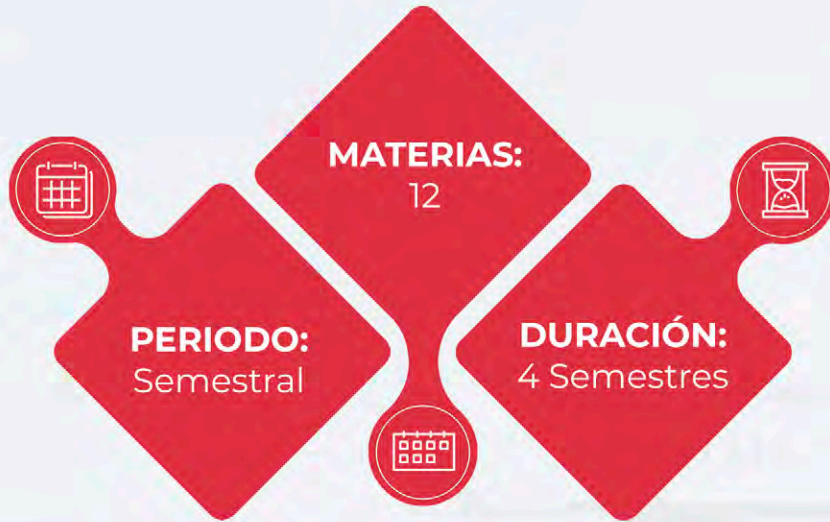 MATERIAS:
12
PERIODO:
Semestral
DURACIÓN:
4 Semestres